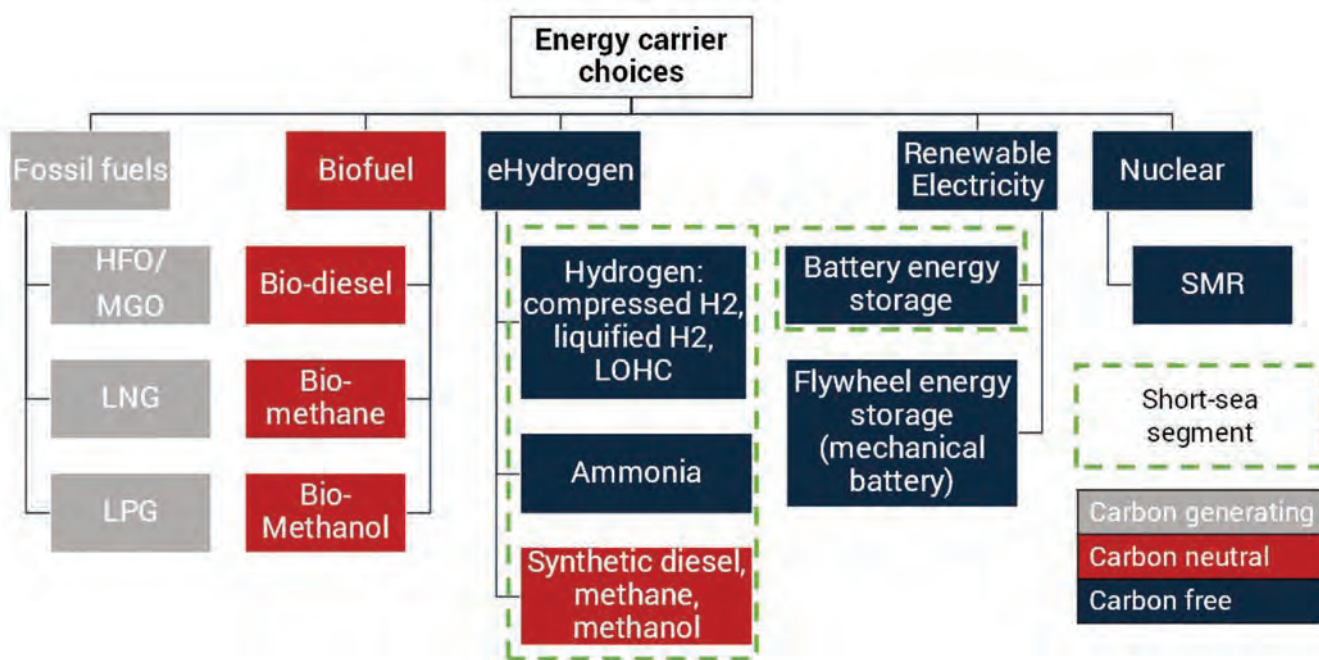 Energy carrier
choices
Fossil fuels
Biofuel
eHydrogen
Renewable
Electricity
Nuclear
HFO/
MGO
LNG
LPG
Bio-diesel
Bio-
methane
Bio-
Methanol
Hydrogen:
compressed H2,
liquified H2,
LOHC
Ammonia
Synthetic diesel,
methane,
methanol
Battery energy
storage
Flywheel energy
storage
(mechanical
battery)
SMR
Short-sea
segment
Carbon generating
Carbon neutral
Carbon free